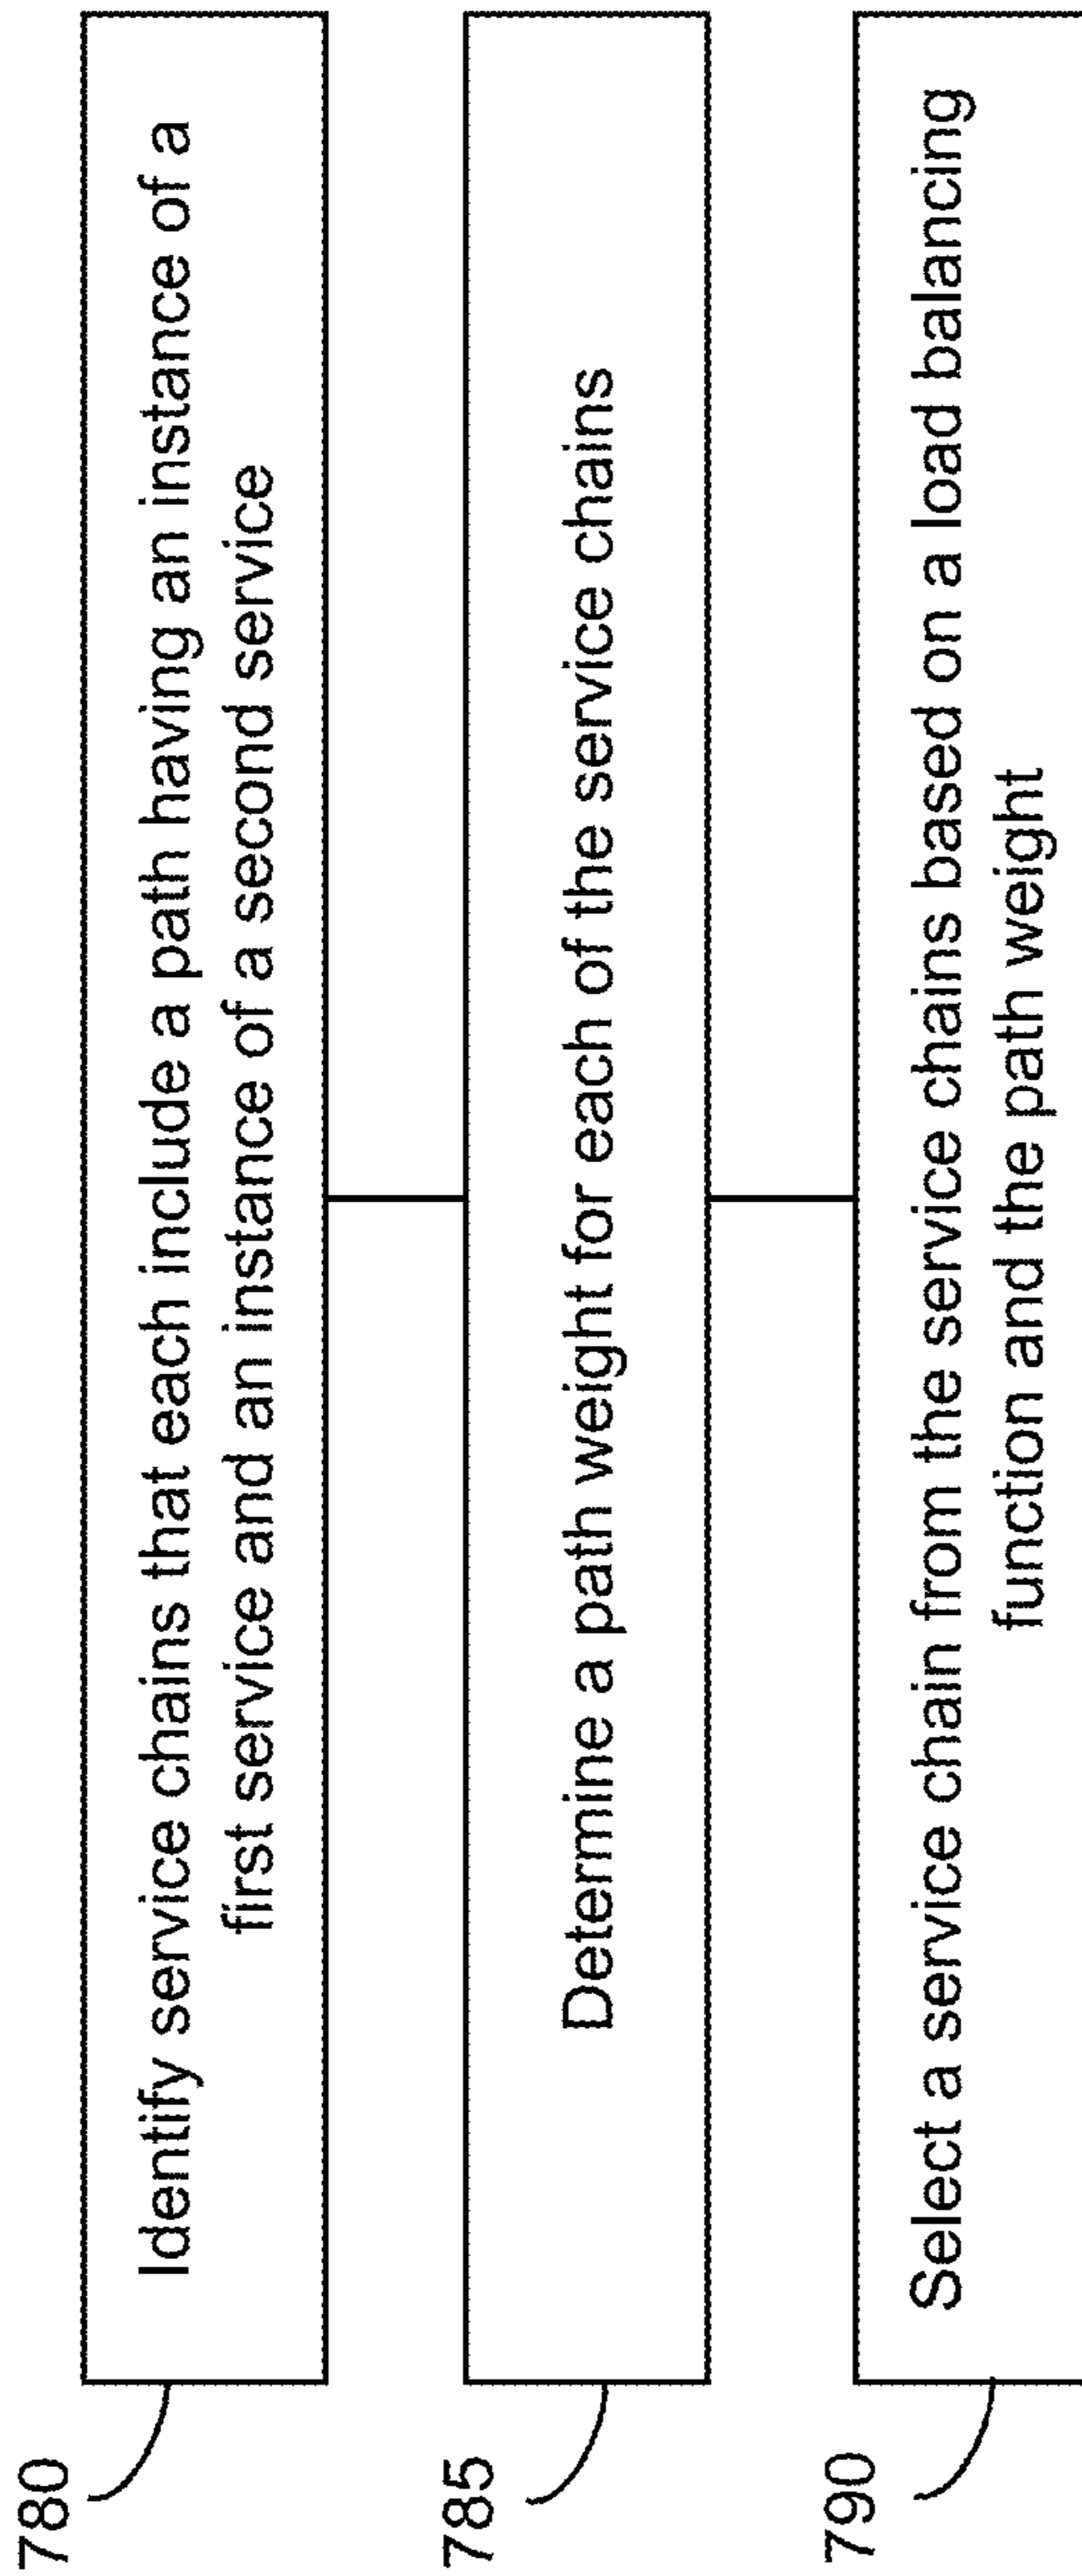 780
Identify service chains that each include a path having an instance of a
first service and an instance of a second service
785
Determine a path weight for each of the service chains
790
Select a service chain from the service chains based on a load balancing
function and the path weight